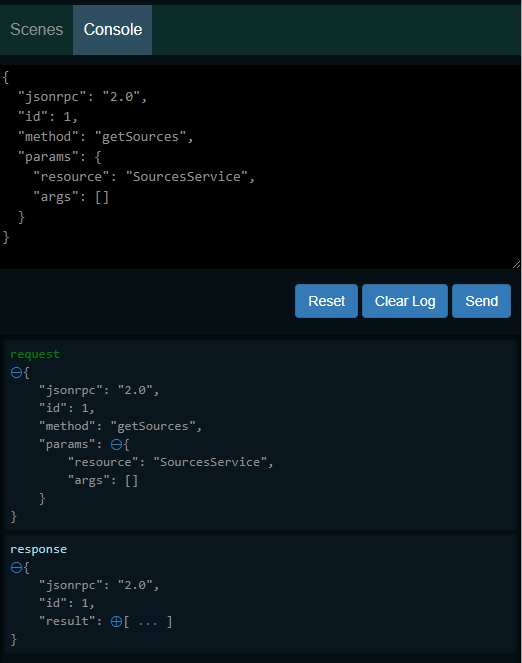 Scenes Console
{
"jsonrpc": "2.0",
"id": 1,
"method": "getSources",
"params": {
"resource": "SourcesService",
"args": []
}
}
Reset Clear Log Send
request
{
"jsonrpc": "2.0",
"id": 1,
"method": "getSources",
"params": {
"resource": "SourcesService",
"args": []
}
}
response
{
"jsonrpc": "2.0",
"id": 1,
"result": [ ... ]
}